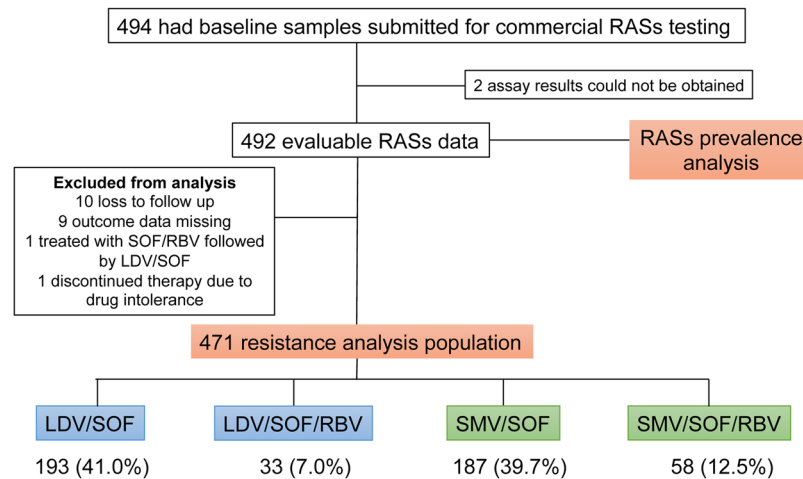 494 had baseline samples submitted for commercial RASs testing
2 assay results could not be obtained
492 evaluable RASs data
RASs prevalence
analysis
Excluded from analysis
10 loss to follow up
9 outcome data missing
1 treated with SOF/RBV followed
by LDV/SOF
1 discontinued therapy due to
drug intolerance
471 resistance analysis population
LDV/SOF
LDV/SOF/RBV
SMV/SOF
SMV/SOF/RBV
193 (41.0%)
33 (7.0%)
187 (39.7%)
58 (12.5%)